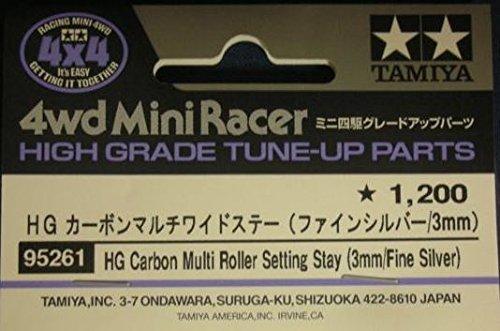 RACING MINI 4WD
4x4
It's EASY
GETTING IT TOGETHER
TAMIYA
4wd Mini Racer ミニ四駆グレードアップパーツ
HIGH GRADE TUNE-UP PARTS
★ 1,200
HG カーボンマルチワイドステー (ファインシルバー/3mm)
95261 HG Carbon Multi Roller Setting Stay (3mm/Fine Silver)
TAMIYA,INC. 3-7 ONDAWARA, SURUGA-KU, SHIZUOKA 422-8610 JAPAN
TAMIYA AMERICA,INC. IRVINE,CA